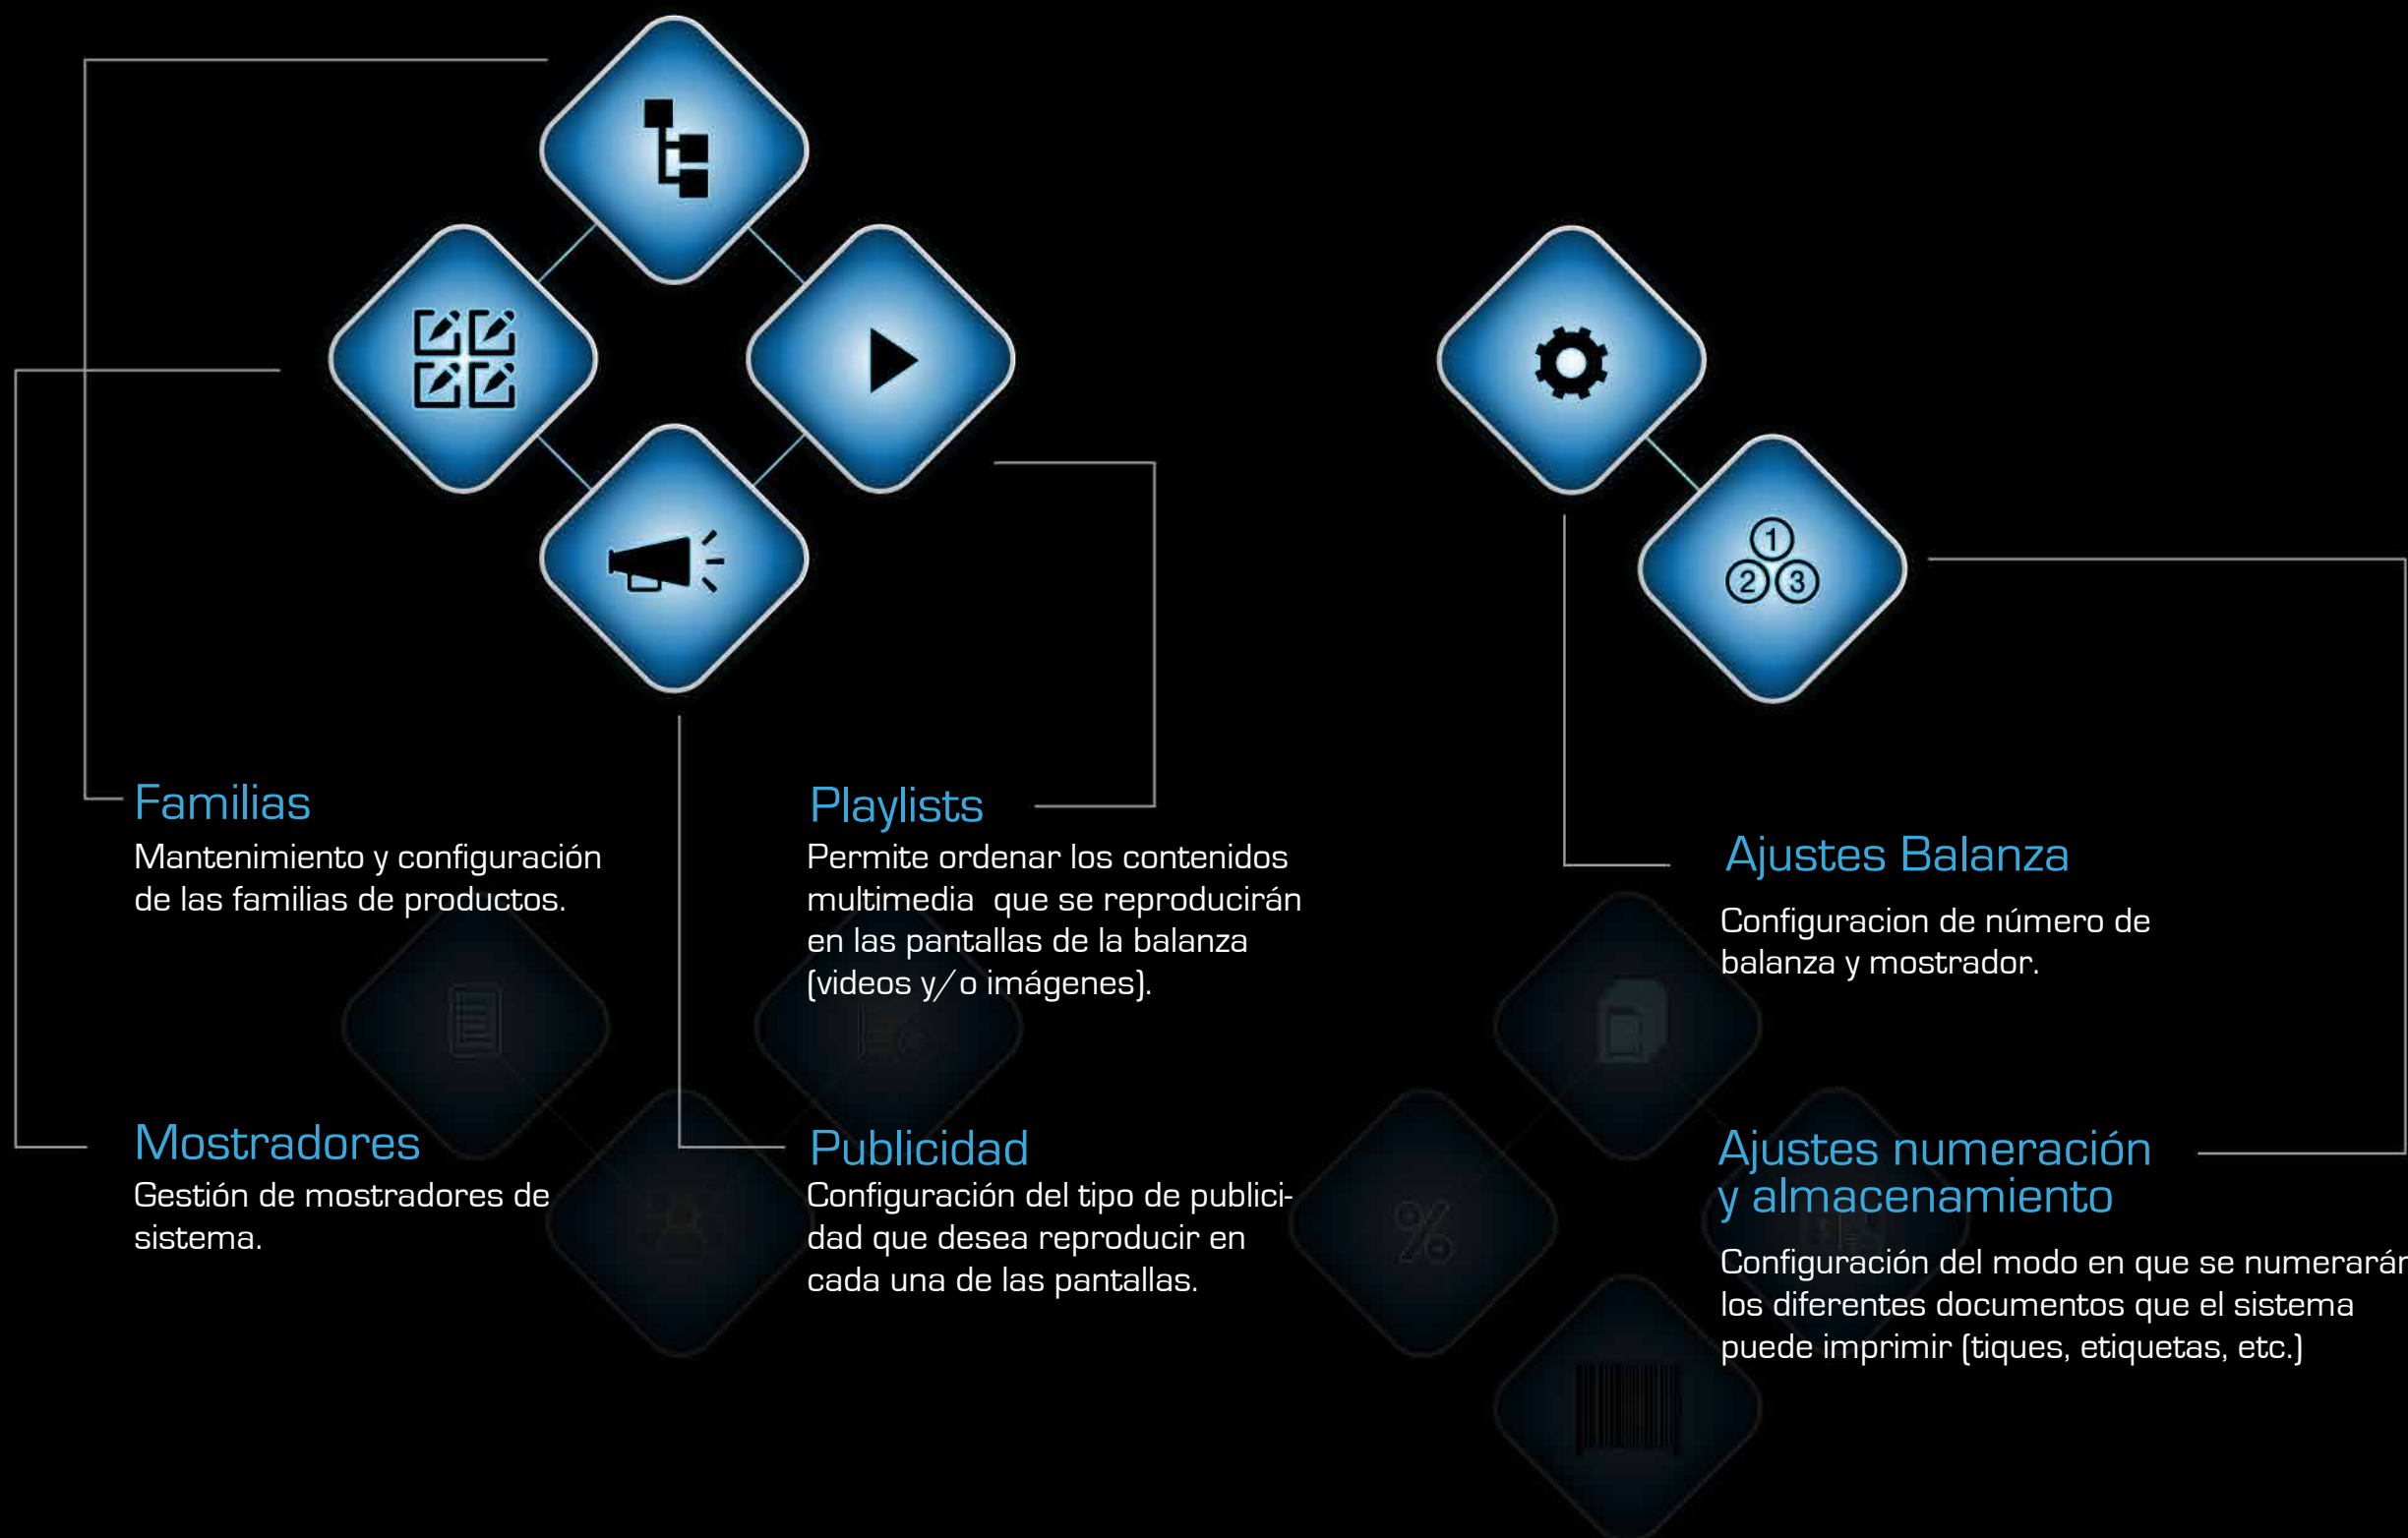 1
2 3
Familias
Mantenimiento y configuración
de las familias de productos.
Mostradores
Gestión de mostradores de
sistema.
Playlists
Permite ordenar los contenidos
multimedia que se reproducirán
en las pantallas de la balanza
(videos y/o imágenes).
Publicidad
Configuración del tipo de publici-
dad que desea reproducir en
cada una de las pantallas.
Ajustes Balanza
Configuracion de número de
balanza y mostrador.
Ajustes numeración
y almacenamiento
Configuración del modo en que se numerarán
los diferentes documentos que el sistema
puede imprimir (tiques, etiquetas, etc.)
%